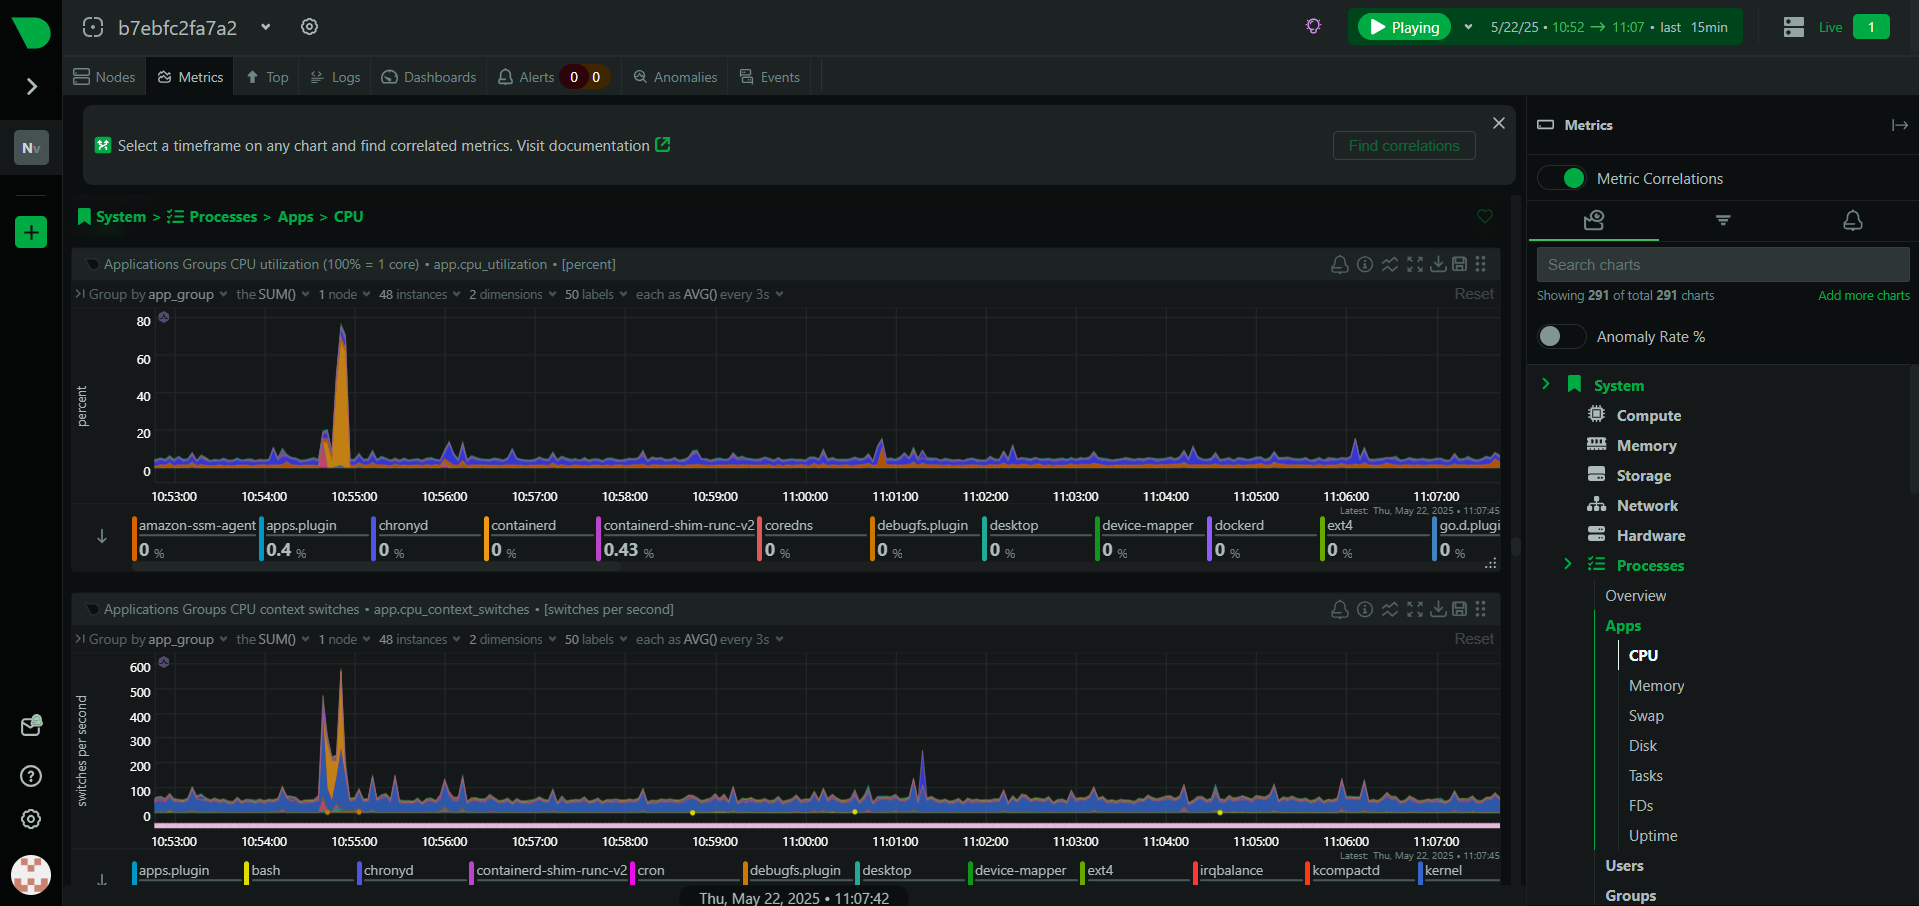 b7ebfc2fa7a2
Playing
5/22/25 • 10:52 → 11:07 • last 15min
Live
1
Nodes
Metrics
Top
Logs
Dashboards
Alerts 0 0
Anomalies
Events
Nv
Select a timeframe on any chart and find correlated metrics. Visit documentation
Find correlations
System > Processes > Apps > CPU
Applications Groups CPU utilization (100% = 1 core) • app.cpu_utilization • [percent]
Group by app_group the SUM() 1 node 48 instances 2 dimensions 50 labels each as AVG() every 3s
Reset
percent
80
60
40
20
0
10:53:00 10:54:00 10:55:00 10:56:00 10:57:00 10:58:00 10:59:00 11:00:00 11:01:00 11:02:00 11:03:00 11:04:00 11:05:00 11:06:00 11:07:00
Latest: Thu, May 22, 2025 • 11:07:45
amazon-ssm-agent apps.plugin chronyd containerd containerd-shim-runc-v2 coredns debugfs.plugin desktop device-mapper dockerd ext4 go.d.plugi
0 % 0.4 % 0 % 0 % 0.43 % 0 % 0 % 0 % 0 % 0 % 0 % 0 %
Applications Groups CPU context switches • app.cpu_context_switches • [switches per second]
Group by app_group the SUM() 1 node 48 instances 2 dimensions 50 labels each as AVG() every 3s
Reset
switches per second
600
500
400
300
200
100
0
10:53:00 10:54:00 10:55:00 10:56:00 10:57:00 10:58:00 10:59:00 11:00:00 11:01:00 11:02:00 11:03:00 11:04:00 11:05:00 11:06:00 11:07:00
Latest: Thu, May 22, 2025 • 11:07:45
apps.plugin bash chronyd containerd-shim-runc-v2 cron debugfs.plugin desktop device-mapper ext4 irqbalance kcompactd kernel
Thu, May 22, 2025 • 11:07:42
Metrics
Metric Correlations
Search charts
Showing 291 of total 291 charts
Add more charts
Anomaly Rate %
System
Compute
Memory
Storage
Network
Hardware
Processes
Overview
Apps
CPU
Memory
Swap
Disk
Tasks
FDs
Uptime
Users
Groups